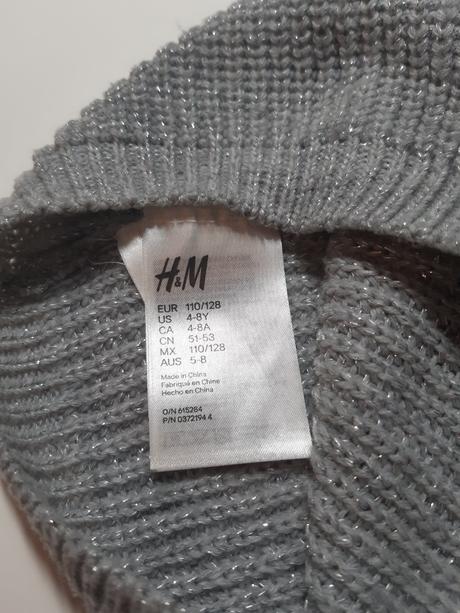 H&M
EUR 110/128
US 4-8Y
CA 4-8A
CN 51-53
MX 110/128
AUS 5-8
Made in China
Fabriqué en Chine
Hecho en China
O/N 615284
P/N 0372194 4